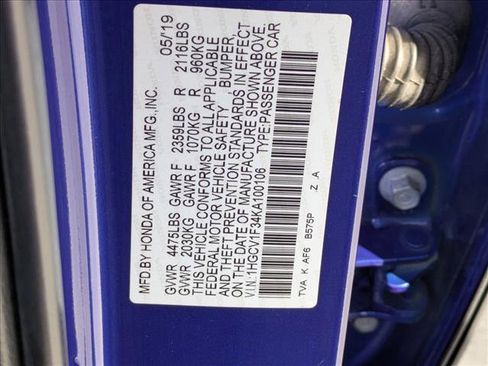 MFD.BY HONDA OF AMERICA MFG.,INC. 05/'19
GVWR 4475LBS GAWR F 2359LBS R 2116LBS
GVWR 2030KG GAWR F 1070KG R 960KG
THIS VEHICLE CONFORMS TO ALL APPLICABLE
FEDERAL MOTOR VEHICLE SAFETY , BUMPER,
AND THEFT PREVENTION STANDARDS IN EFFECT
ON THE DATE OF MANUFACTURE SHOWN ABOVE.
V.I.N.:1HGCV1F34KA100106 TYPE:PASSENGER CAR
TVA K AF6 B575P Z A